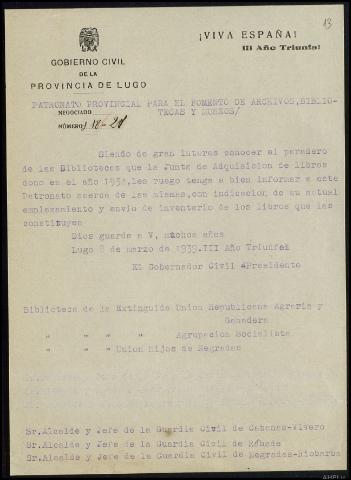 ¡VIVA ESPAÑA!
III Año Triunfal
13
GOBIERNO CIVIL
DE LA
PROVINCIA DE LUGO
PATRONATO PROVINCIAL PARA EL FOMENTO DE ARCHIVOS, BIBLIO-
NEGOCIADO TECAS Y MUSEOS/
NÚMERO
Siendo de gran interes conocer el paradero
de las Bibliotecas que la Junta de Adquisicion de libros
dono en el año 1934, les ruego tenga a bien informar a este
Patronato acerca de las mismas, con indicacion de su actual
emplazamiento y envio de inventario de los libros que las
constituyen
Dios guarde a V, muchos años
Lugo 8 de marzo de 1939. III Año Triunfal
El Gobernador Civil Presidente
Biblioteca de la Extinguida Union Republicana Agraria y
Ganadera
" " " " Agrupacion Socialista
" " " Union Hijos de Negradas
Sr. Alcalde y Jefe de la Guardia Civil de Cabanas-Vivero
Sr. Alcalde y Jefe de la Guardia Civil de Rábade
Sr. Alcalde y Jefe de la Guardia Civil de Negradas-Riobarba
AHPLu